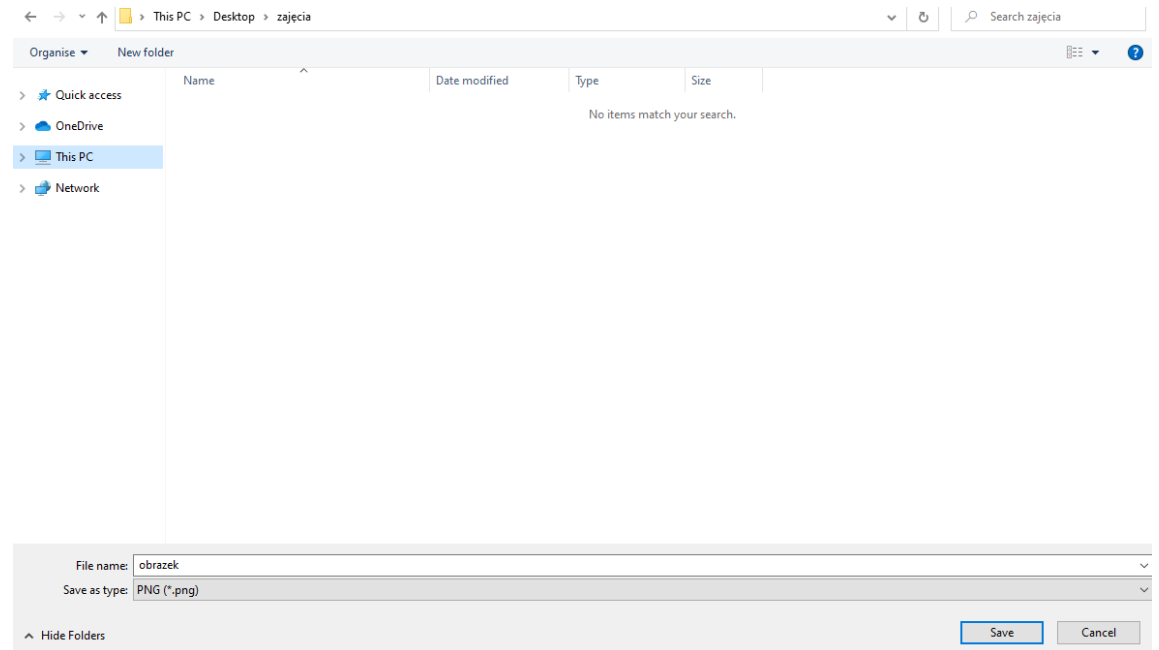 This PC > Desktop > zajęcia
Search zajęcia
Organise
New folder
Name
Date modified
Type
Size
Quick access
No items match your search.
OneDrive
This PC
Network
File name: obrazek
Save as type: PNG (*.png)
Hide Folders
Save
Cancel